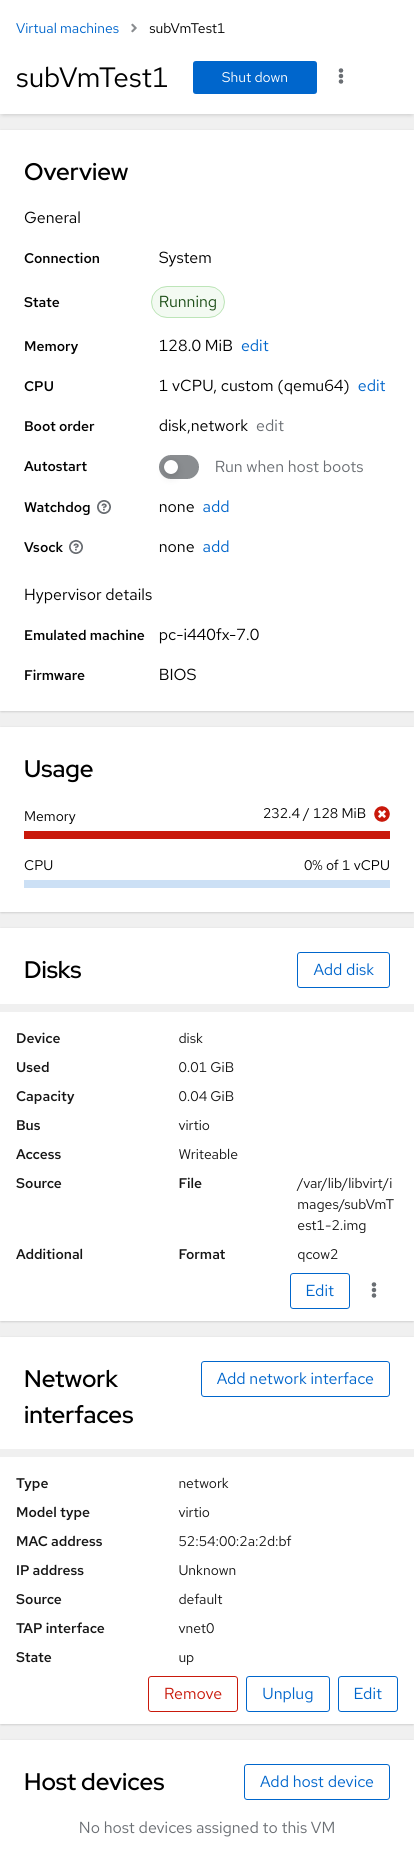 Virtual machines > subVmTest1
subVmTest1 Shut down
Overview
General
Connection System
State Running
Memory 128.0 MiB edit
CPU 1 vCPU, custom (qemu64) edit
Boot order disk,network edit
Autostart Run when host boots
Watchdog none add
Vsock none add
Hypervisor details
Emulated machine pc-i440fx-7.0
Firmware BIOS
Usage
Memory 232.4 / 128 MiB
CPU 0% of 1 vCPU
Disks Add disk
Device disk
Used 0.01 GiB
Capacity 0.04 GiB
Bus virtio
Access Writeable
Source File /var/lib/libvirt/i
mages/subVmT
est1-2.img
Additional Format qcow2
Edit
Network Add network interface
interfaces
Type network
Model type virtio
MAC address 52:54:00:2a:2d:bf
IP address Unknown
Source default
TAP interface vnet0
State up
Remove Unplug Edit
Host devices Add host device
No host devices assigned to this VM